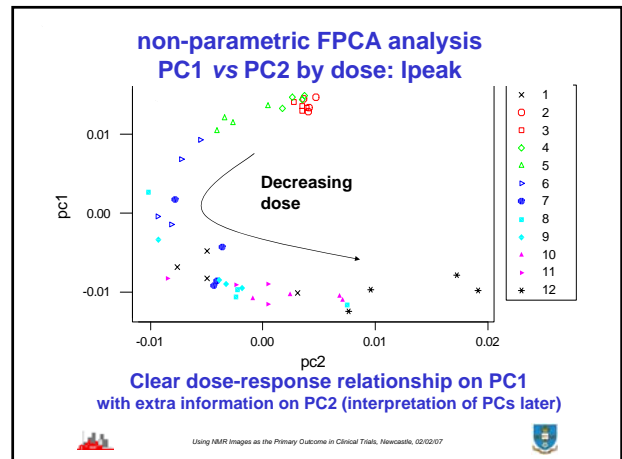 non-parametric FPCA analysis
PC1 vs PC2 by dose: Ipeak
0.01
0.00
-0.01
pc1
Decreasing
dose
-0.01
0.00
0.01
0.02
pc2
1
2
3
4
5
6
7
8
9
10
11
12
Clear dose-response relationship on PC1
with extra information on PC2 (interpretation of PCs later)
Using NMR Images as the Primary Outcome in Clinical Trials, Newcastle, 02/02/07